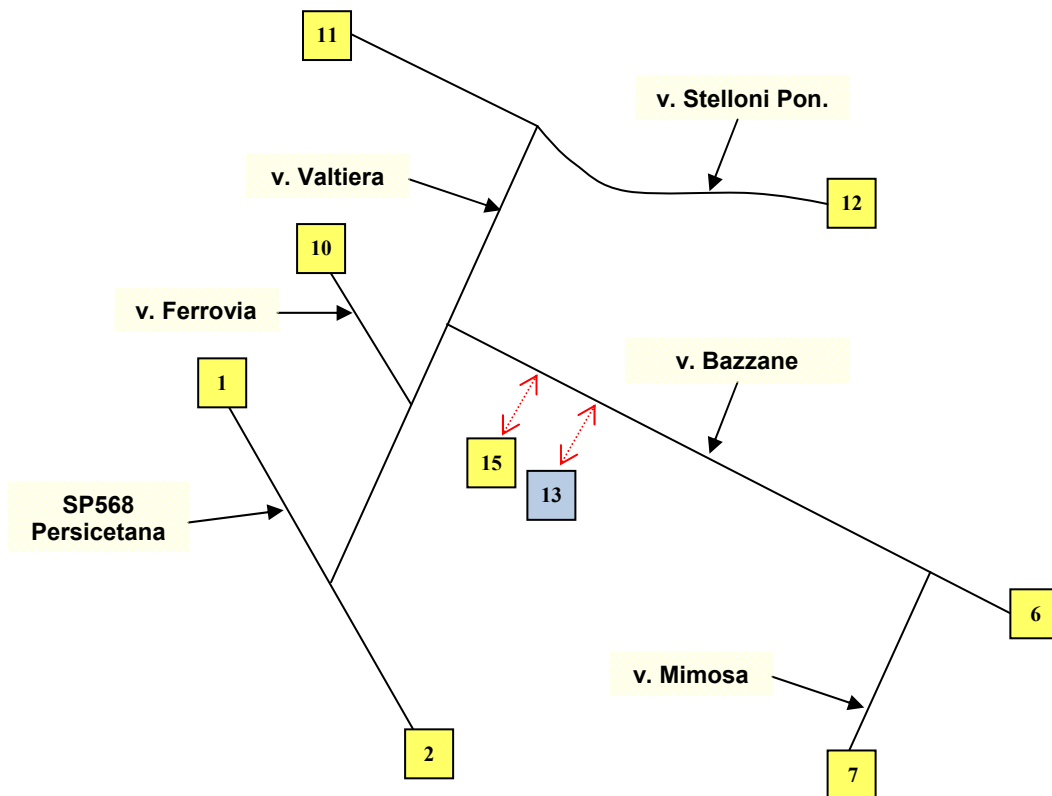 11
v. Stelloni Pon.
v. Valtiera
12
10
v. Ferrovia
v. Bazzane
1
15
13
SP568
Persicetana
6
v. Mimosa
2
7